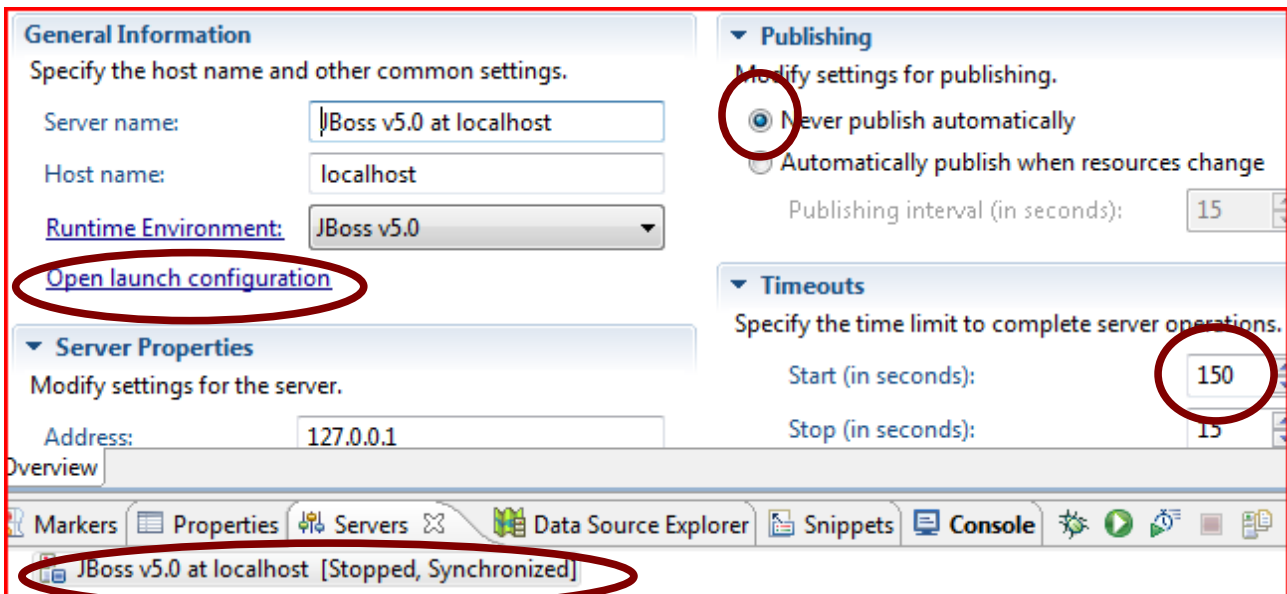 General Information
Specify the host name and other common settings.
Server name: JBoss v5.0 at localhost
Host name: localhost
Runtime Environment: JBoss v5.0
Open launch configuration
Server Properties
Modify settings for the server.
Address: 127.0.0.1
Publishing
Modify settings for publishing.
Never publish automatically
Automatically publish when resources change
Publishing interval (in seconds): 15
Timeouts
Specify the time limit to complete server operations.
Start (in seconds): 150
Stop (in seconds): 15
Overview
Markers Properties Servers Data Source Explorer Snippets Console
JBoss v5.0 at localhost [Stopped, Synchronized]